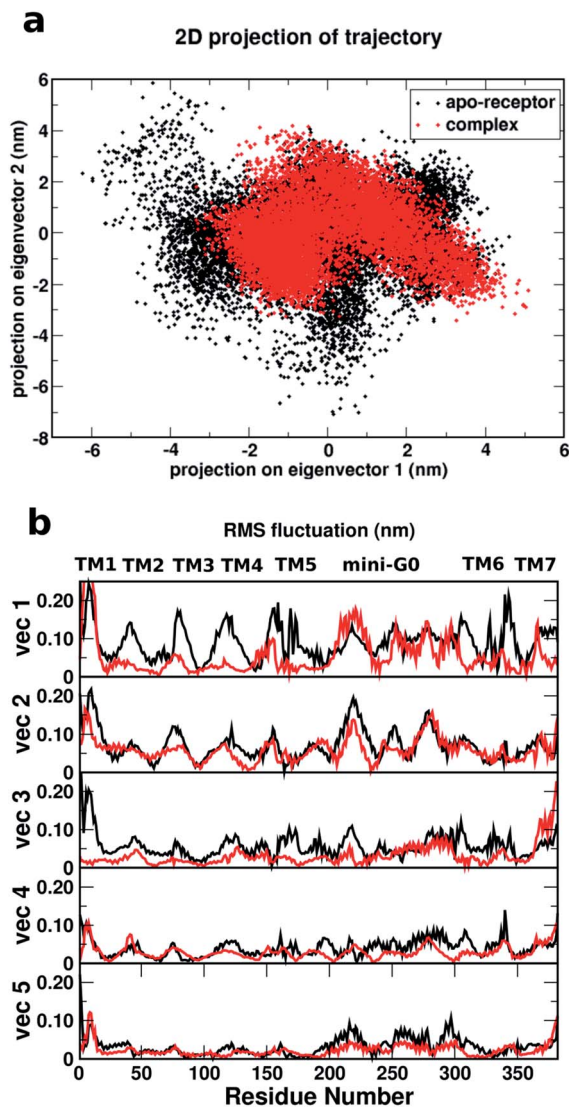 a
2D projection of trajectory
apo-receptor
complex
6
4
2
0
-2
-4
-6
-8
projection on eigenvector 2 (nm)
-6 -4 -2 0 2 4 6
projection on eigenvector 1 (nm)
b
RMS fluctuation (nm)
TM1 TM2 TM3 TM4 TM5 mini-G0 TM6 TM7
vec 1
0.20
0.10
0
vec 2
0.20
0.10
0
vec 3
0.20
0.10
0
vec 4
0.20
0.10
0
vec 5
0.20
0.10
0
1 50 100 150 200 250 300 350
Residue Number